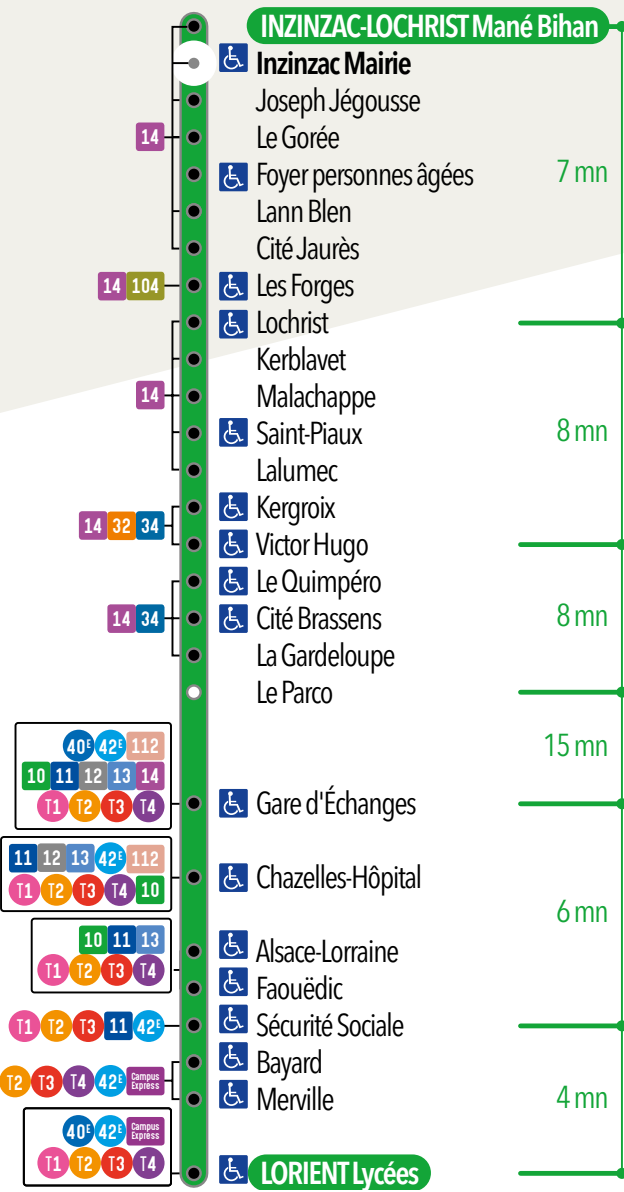 INZINZAC-LOCHRIST Mané Bihan
Inzinzac Mairie
Joseph Jégousse
14 Le Gorée
Foyer personnes âgées 7 mn
Lann Blen
Cité Jaurès
14 104 Les Forges
Lochrist
Kerblavet
14 Malachappe
Saint-Piaux 8 mn
Lalumec
Kergroix
14 32 34
Victor Hugo
Le Quimpéro
14 34 Cité Brassens 8 mn
La Gardeloupe
Le Parco
40E 42E 112 15 mn
10 11 12 13 14
T1 T2 T3 T4 Gare d'Échanges
11 12 13 42E 112
T1 T2 T3 T4 10 Chazelles-Hôpital
6 mn
10 11 13
Alsace-Lorraine
T1 T2 T3 T4
Faouëdic
T1 T2 T3 11 42E Sécurité Sociale
Bayard
T2 T3 T4 42E Campus Express
Merville 4 mn
40E 42E Campus Express
T1 T2 T3 T4 LORIENT Lycées